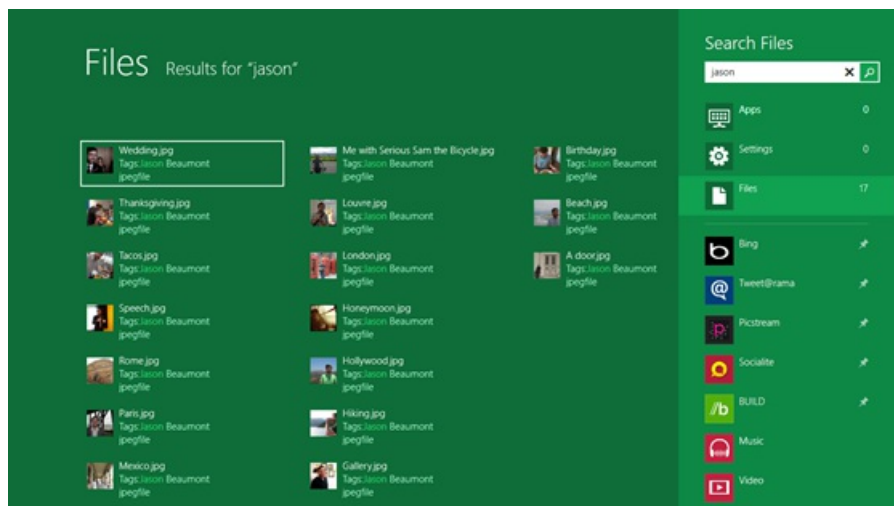 Files Results for "jason"
Wedding.jpg
Tags:Jason Beaumont
jpegfile
Thanksgiving.jpg
Tags:Jason Beaumont
jpegfile
Tacos.jpg
Tags:Jason Beaumont
jpegfile
Speech.jpg
Tags:Jason Beaumont
jpegfile
Rome.jpg
Tags:Jason Beaumont
jpegfile
Paris.jpg
Tags:Jason Beaumont
jpegfile
Mexico.jpg
Tags:Jason Beaumont
jpegfile
Me with Serious Sam the Bicycle.jpg
Tags:Jason Beaumont
jpegfile
Louvre.jpg
Tags:Jason Beaumont
jpegfile
London.jpg
Tags:Jason Beaumont
jpegfile
Honeymoon.jpg
Tags:Jason Beaumont
jpegfile
Hollywood.jpg
Tags:Jason Beaumont
jpegfile
Hiking.jpg
Tags:Jason Beaumont
jpegfile
Gallery.jpg
Tags:Jason Beaumont
jpegfile
Birthday.jpg
Tags:Jason Beaumont
jpegfile
Beach.jpg
Tags:Jason Beaumont
jpegfile
A door.jpg
Tags:Jason Beaumont
jpegfile
Search Files
jason
Apps 0
Settings 0
Files 17
Bing
Tweet@rama
Picstream
Socialite
BUILD
Music
Video